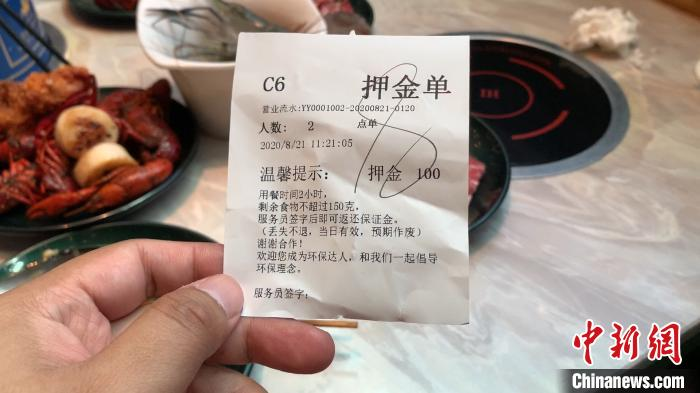 C6 押金单
营业流水:YY0001002-20200821-0120
人数: 2 点单
2020/8/21 11:21:05
温馨提示: 押金 100
用餐时间2小时，
剩余食物不超过150克，
服务员签字后即可返还保证金。
（丢失不退，当日有效，预期作废）
谢谢合作！
欢迎您成为环保达人，和我们一起倡导
环保理念。
服务员签字:
中新网
Chinanews.com